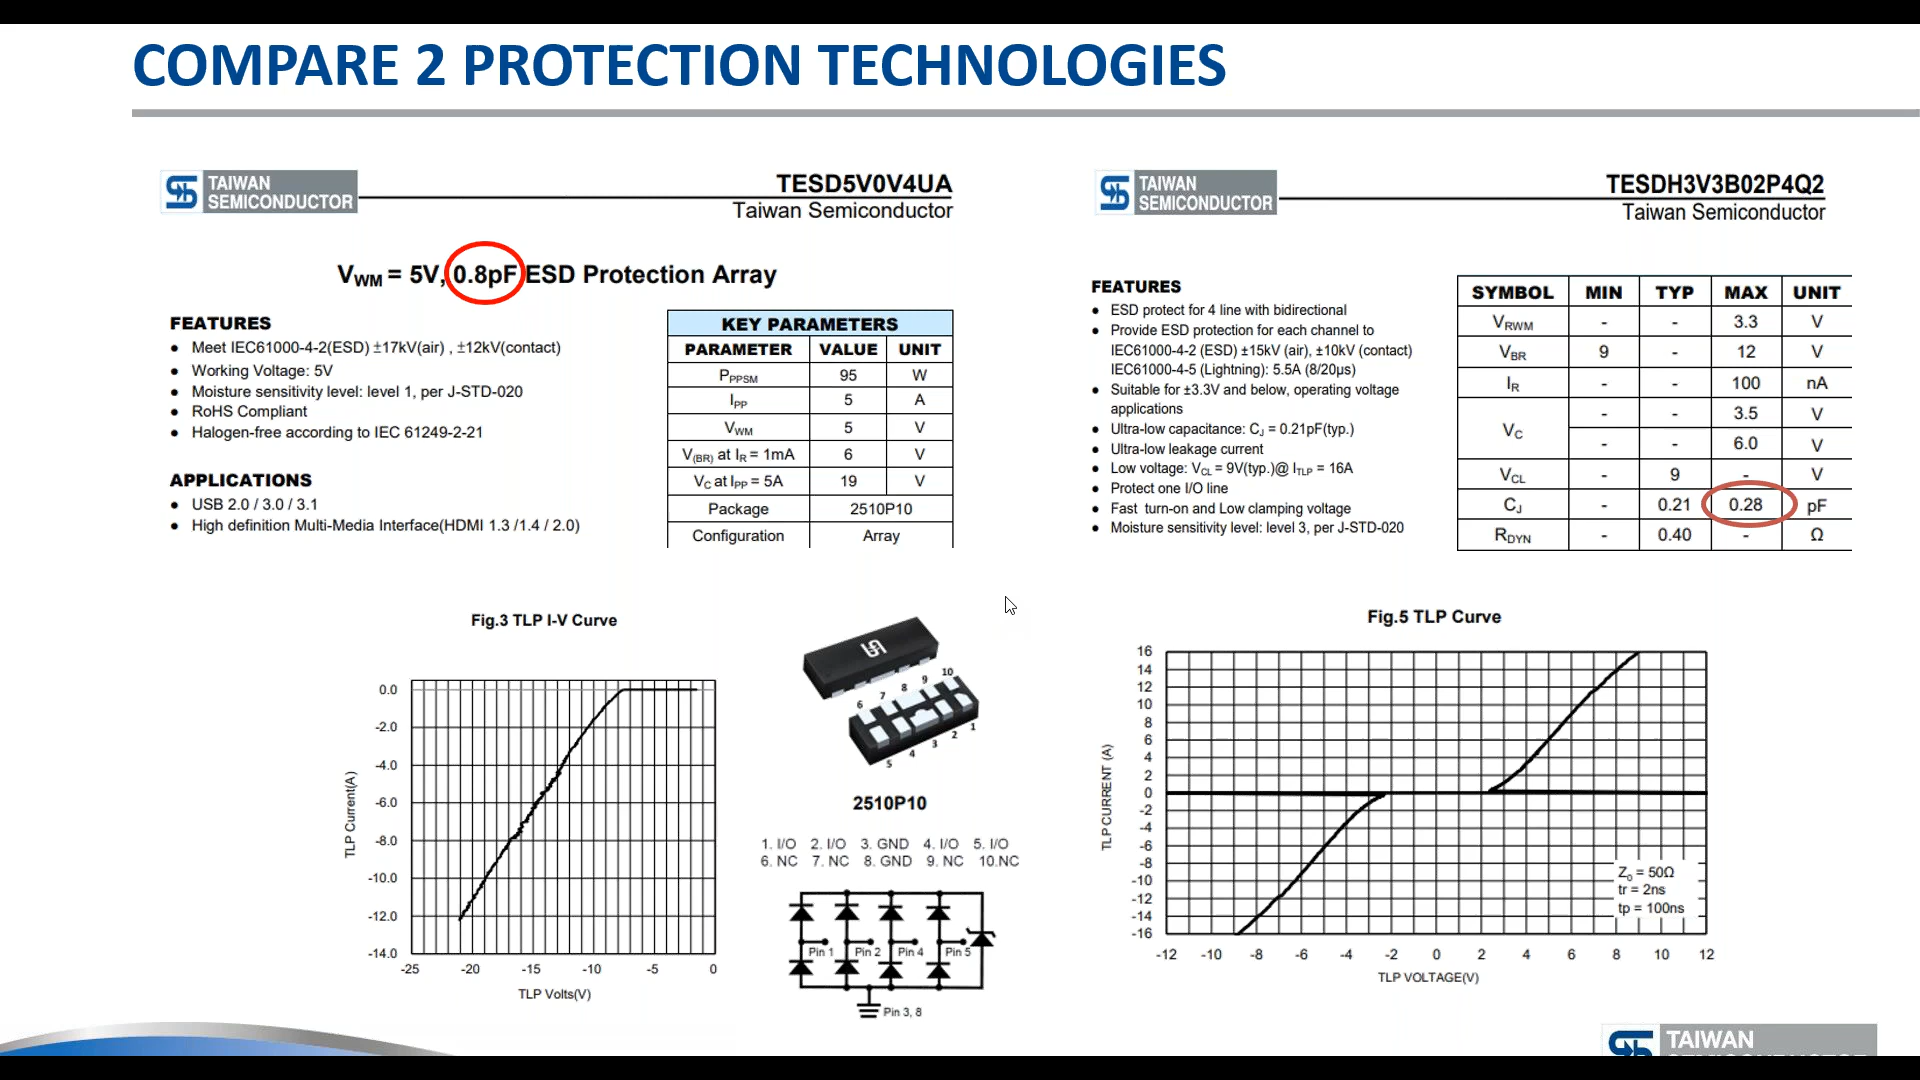 COMPARE 2 PROTECTION TECHNOLOGIES
TAIWAN
SEMICONDUCTOR
TESD5V0V4UA
Taiwan Semiconductor
VWM = 5V, 0.8pF ESD Protection Array
FEATURES
● Meet IEC61000-4-2(ESD) ±17kV(air) , ±12kV(contact)
● Working Voltage: 5V
● Moisture sensitivity level: level 1, per J-STD-020
● RoHS Compliant
● Halogen-free according to IEC 61249-2-21
APPLICATIONS
● USB 2.0 / 3.0 / 3.1
● High definition Multi-Media Interface(HDMI 1.3 /1.4 / 2.0)
KEY PARAMETERS
PARAMETER VALUE UNIT
PPPSM 95 W
IPP 5 A
VWM 5 V
V(BR) at IR = 1mA 6 V
VC at IPP = 5A 19 V
Package 2510P10
Configuration Array
Fig.3 TLP I-V Curve
TLP Current(A)
0.0
-2.0
-4.0
-6.0
-8.0
-10.0
-12.0
-14.0
-25 -20 -15 -10 -5 0
TLP Volts(V)
6 7 8 9 10
5 4 3 2 1
2510P10
1. I/O 2. I/O 3. GND 4. I/O 5. I/O
6. NC 7. NC 8. GND 9. NC 10.NC
Pin 1 Pin 2 Pin 4 Pin 5
Pin 3, 8
TAIWAN
SEMICONDUCTOR
TESDH3V3B02P4Q2
Taiwan Semiconductor
FEATURES
● ESD protect for 4 line with bidirectional
● Provide ESD protection for each channel to
IEC61000-4-2 (ESD) ±15kV (air), ±10kV (contact)
IEC61000-4-5 (Lightning): 5.5A (8/20µs)
● Suitable for ±3.3V and below, operating voltage
applications
● Ultra-low capacitance: CJ = 0.21pF(typ.)
● Ultra-low leakage current
● Low voltage: VCL = 9V(typ.)@ ITLP = 16A
● Protect one I/O line
● Fast turn-on and Low clamping voltage
● Moisture sensitivity level: level 3, per J-STD-020
SYMBOL MIN TYP MAX UNIT
VRWM - - 3.3 V
VBR 9 - 12 V
IR - - 100 nA
VC - - 3.5 V
- - 6.0 V
VCL - 9 - V
CJ - 0.21 0.28 pF
RDYN - 0.40 - Ω
Fig.5 TLP Curve
TLP CURRENT (A)
16
14
12
10
8
6
4
2
0
-2
-4
-6
-8
-10
-12
-14
-16
Z0 = 50Ω
tr = 2ns
tp = 100ns
-12 -10 -8 -6 -4 -2 0 2 4 6 8 10 12
TLP VOLTAGE(V)
TAIWAN